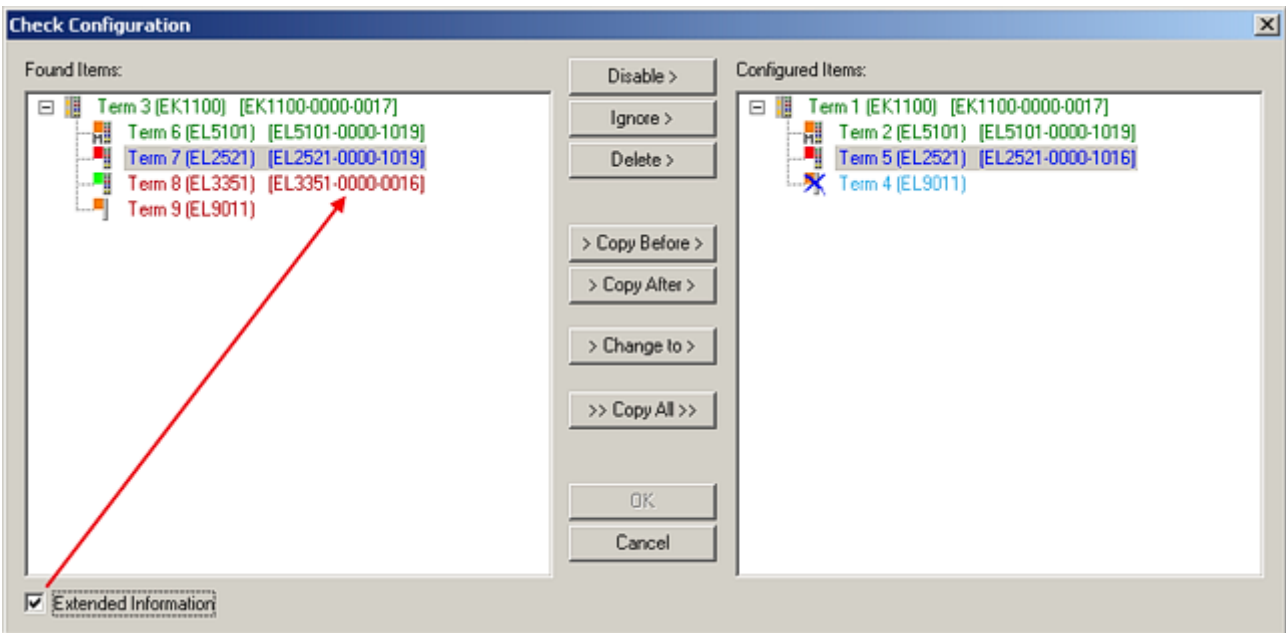 Check Configuration
Found Items:
Term 3 (EK1100) [EK1100-0000-0017]
Term 6 (EL5101) [EL5101-0000-1019]
Term 7 (EL2521) [EL2521-0000-1019]
Term 8 (EL3351) [EL3351-0000-0016]
Term 9 (EL9011)
Extended Information
Disable >
Ignore >
Delete >
> Copy Before >
> Copy After >
> Change to >
>> Copy All >>
OK
Cancel
Configured Items:
Term 1 (EK1100) [EK1100-0000-0017]
Term 2 (EL5101) [EL5101-0000-1019]
Term 5 (EL2521) [EL2521-0000-1016]
Term 4 (EL9011)